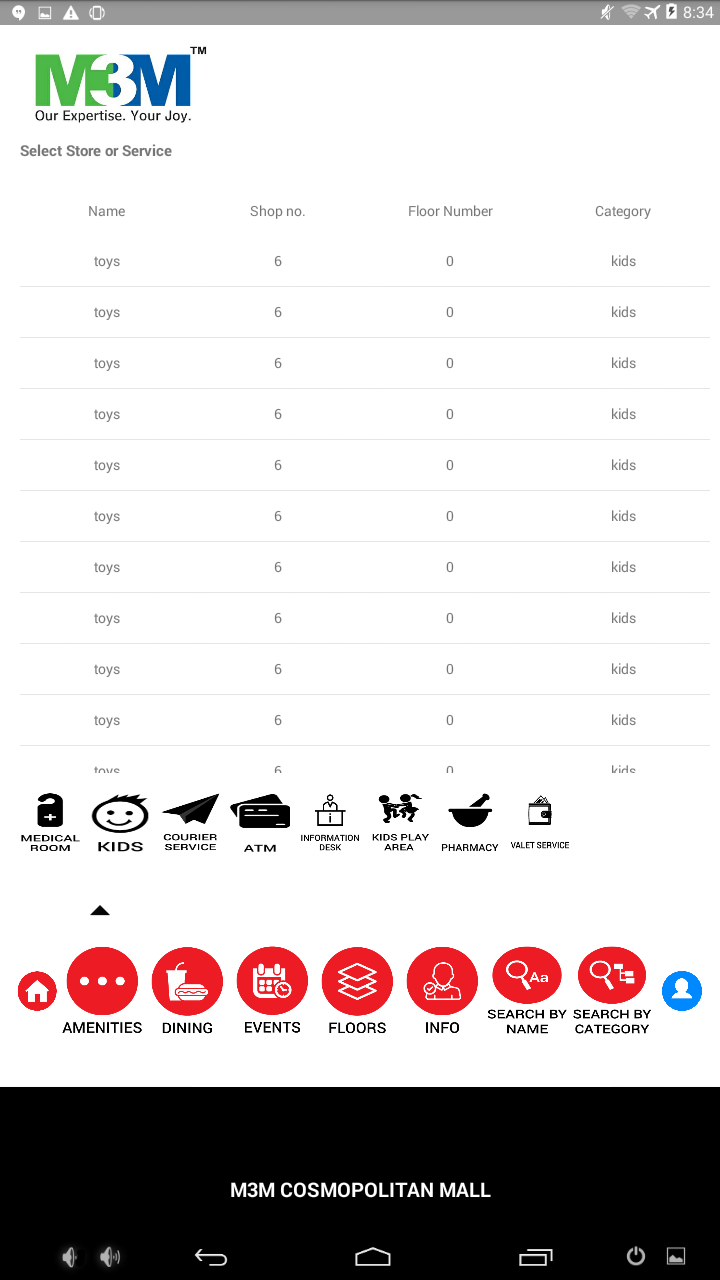 8:34
M3M™
Our Expertise. Your Joy.
Select Store or Service
Name Shop no. Floor Number Category
toys 6 0 kids
toys 6 0 kids
toys 6 0 kids
toys 6 0 kids
toys 6 0 kids
toys 6 0 kids
toys 6 0 kids
toys 6 0 kids
toys 6 0 kids
toys 6 0 kids
toys 6 0 kids
MEDICAL
ROOM
KIDS
COURIER
SERVICE
ATM
INFORMATION
DESK
KIDS PLAY
AREA
PHARMACY
VALET SERVICE
AMENITIES
DINING
EVENTS
FLOORS
INFO
Aa
SEARCH BY
NAME
SEARCH BY
CATEGORY
M3M COSMOPOLITAN MALL